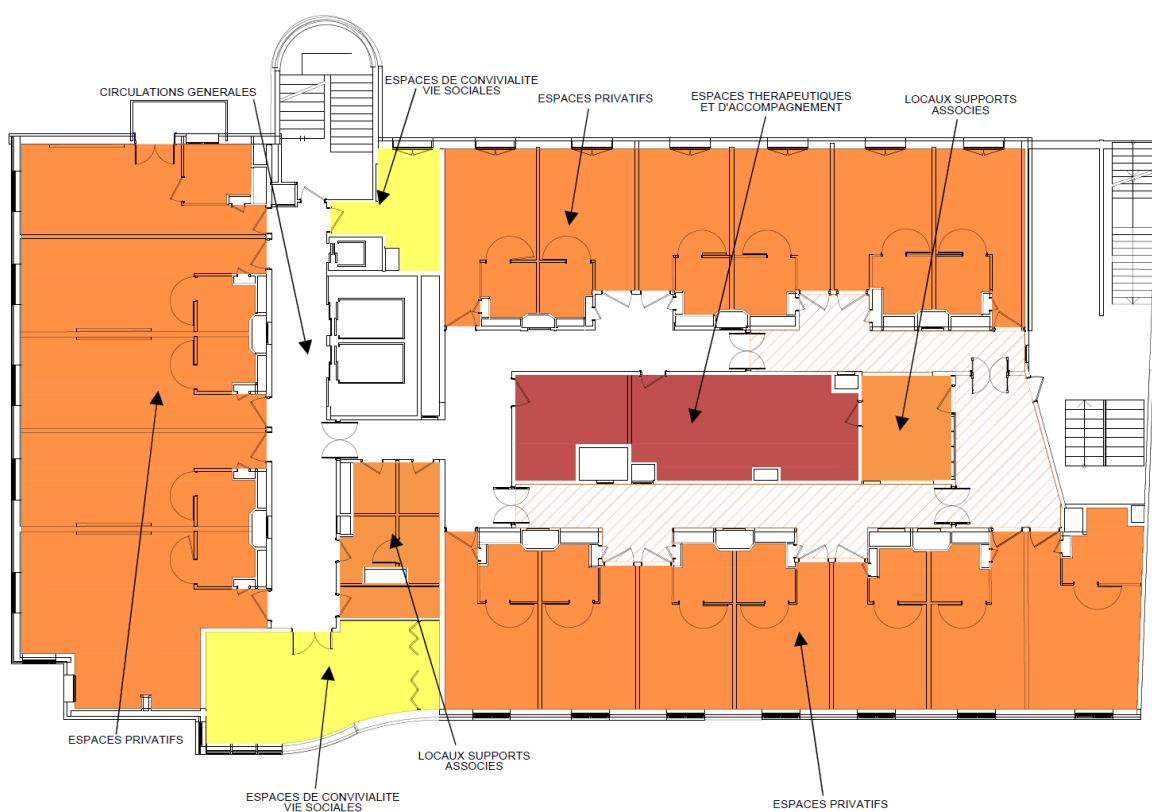 CIRCULATIONS GENERALES
ESPACES DE CONVIVIALITE
VIE SOCIALES
ESPACES PRIVATIFS
ESPACES THERAPEUTIQUES
ET D'ACCOMPAGNEMENT
LOCAUX SUPPORTS
ASSOCIES
ESPACES PRIVATIFS
LOCAUX SUPPORTS
ASSOCIES
ESPACES DE CONVIVIALITE
VIE SOCIALES
ESPACES PRIVATIFS